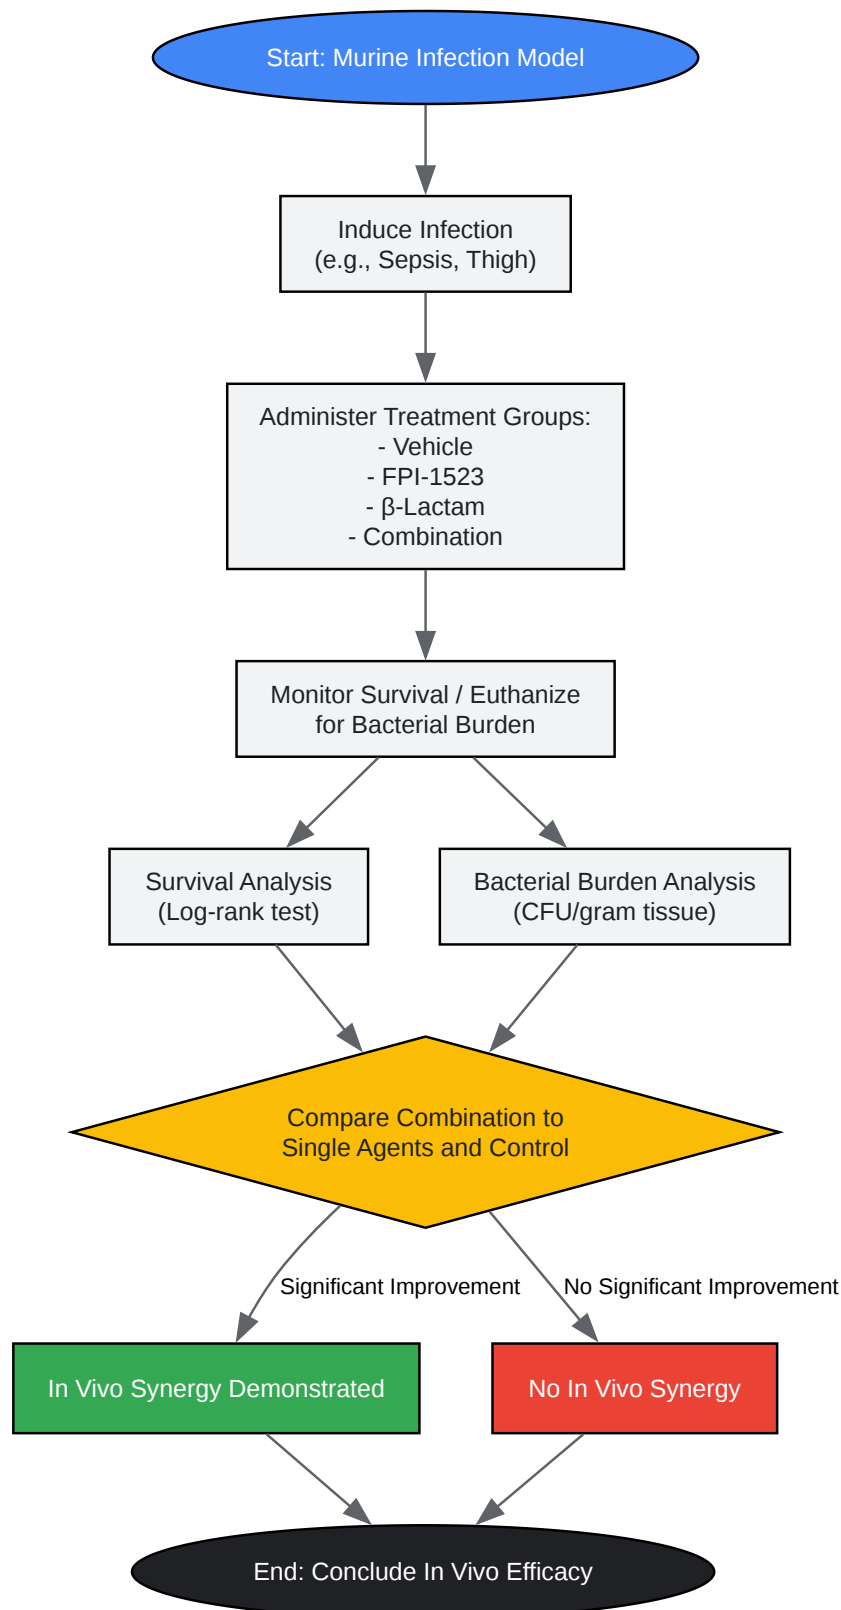 Start: Murine Infection Model
Induce Infection
(e.g., Sepsis, Thigh)
Administer Treatment Groups:
- Vehicle
- FPI-1523
- β-Lactam
- Combination
Monitor Survival / Euthanize
for Bacterial Burden
Survival Analysis
(Log-rank test)
Bacterial Burden Analysis
(CFU/gram tissue)
Compare Combination to
Single Agents and Control
Significant Improvement
No Significant Improvement
In Vivo Synergy Demonstrated
No In Vivo Synergy
End: Conclude In Vivo Efficacy